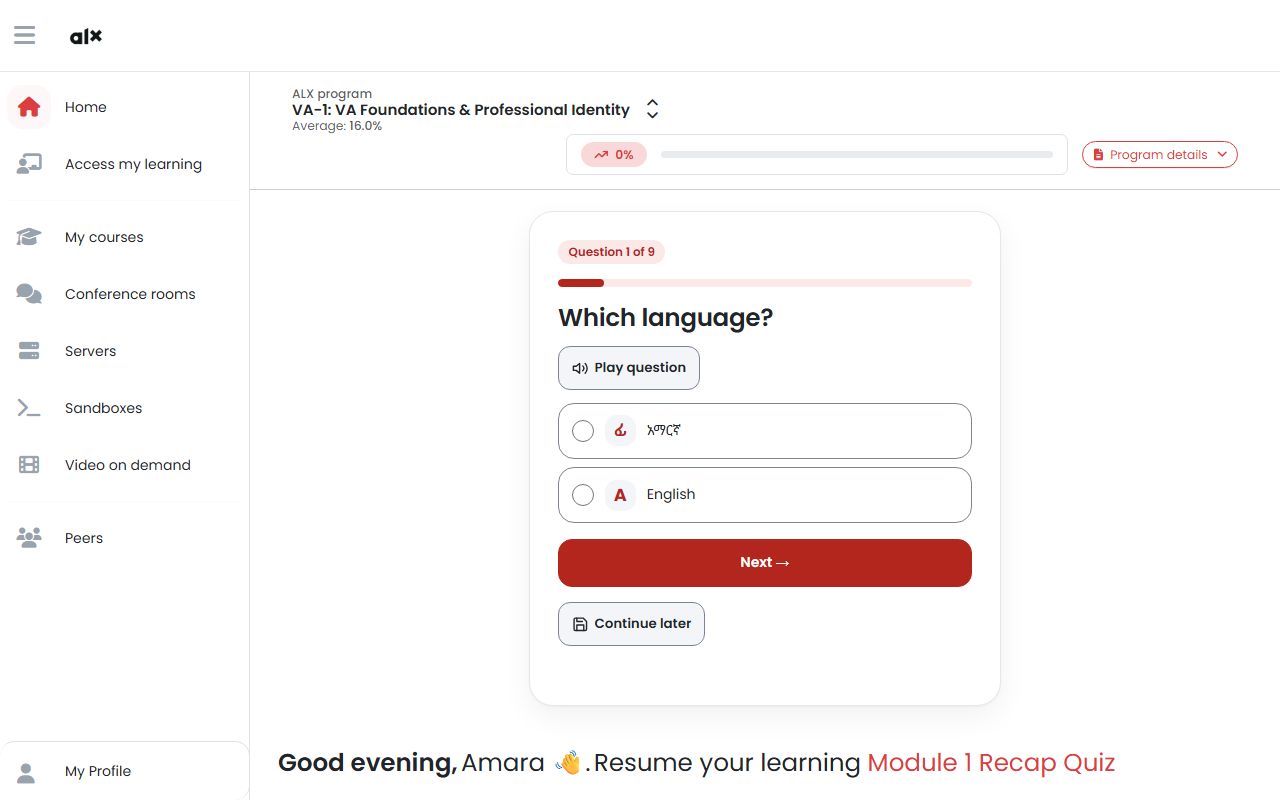 alx
Home
Access my learning
My courses
Conference rooms
Servers
Sandboxes
Video on demand
Peers
My Profile
ALX program
VA-1: VA Foundations & Professional Identity
Average: 16.0%
0%
Program details
Question 1 of 9
Which language?
Play question
ፊ አማርኛ
A English
Next →
Continue later
Good evening, Amara 👋. Resume your learning Module 1 Recap Quiz